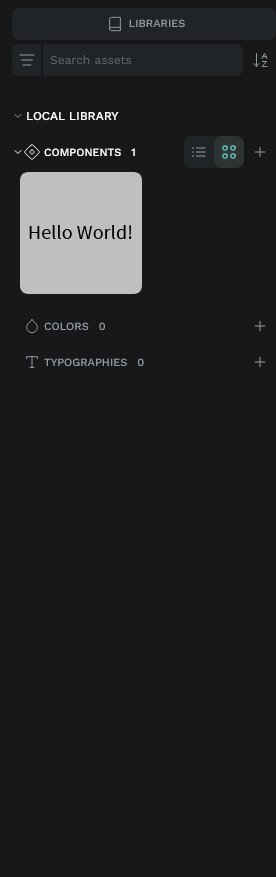 LIBRARIES
Search assets
A
Z
LOCAL LIBRARY
COMPONENTS 1
Hello World!
COLORS 0
TYPOGRAPHIES 0